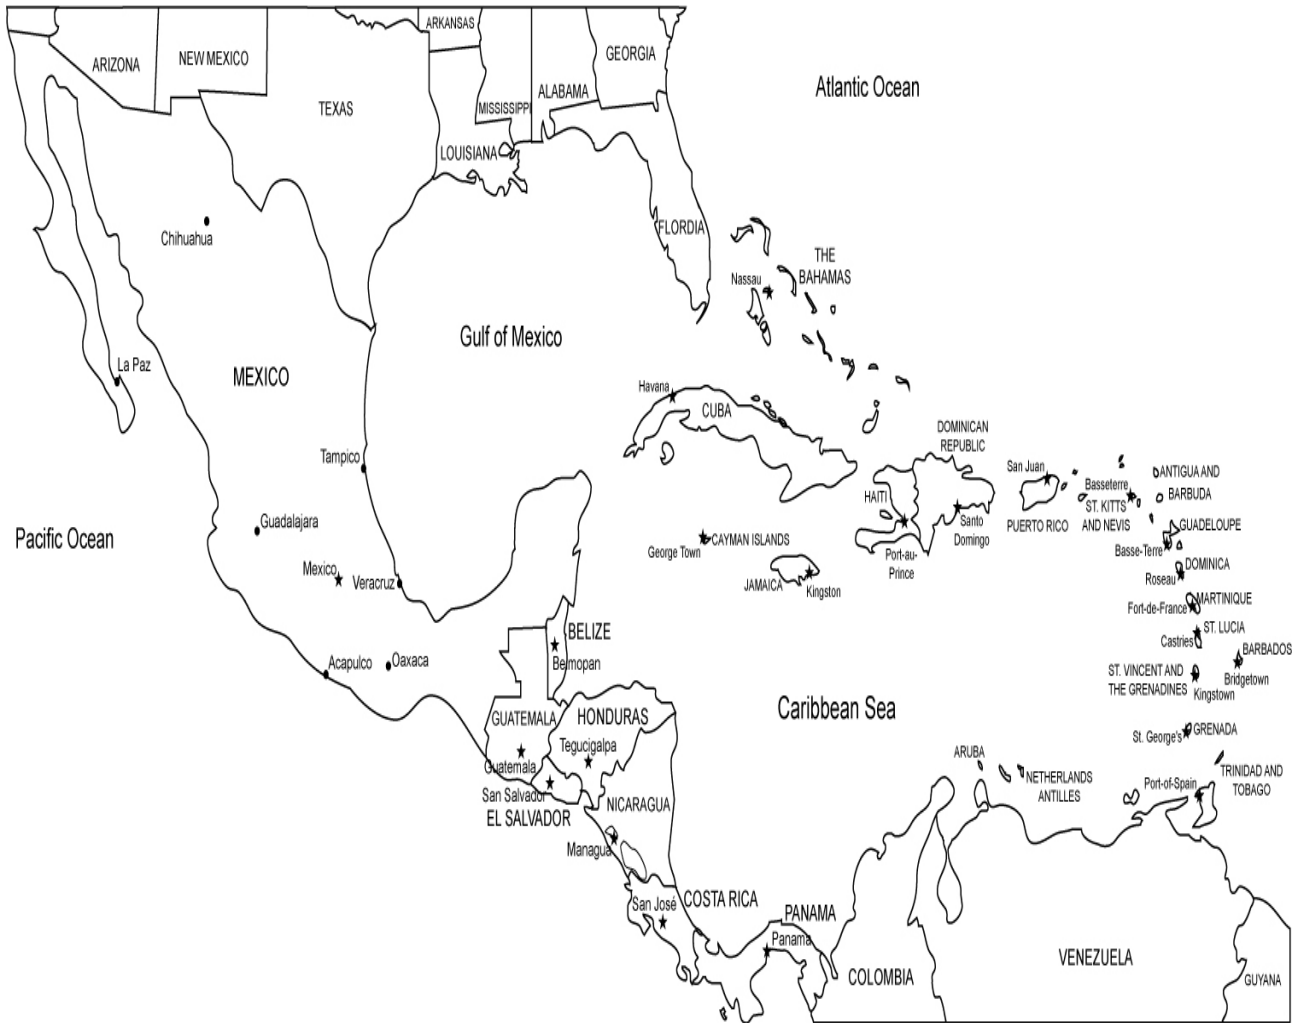 ARKANSAS
GEORGIA
ARIZONA
NEW MEXICO
Atlantic Ocean
ALABAMA
TEXAS
MISSISSIPPI
LOUISIANA
FLORDIA
Chihuahua
THE
BAHAMAS
Nassau
Gulf of Mexico
La Paz
MEXICO
Havana
CUBA
DOMINICAN
REPUBLIC
Tampico
San Juan
ANTIGUA AND
BARBUDA
Basseterre
ST. KITTS
AND NEVIS
HAITI
PUERTO RICO
Guadalajara
Santo
Domingo
GUADELOUPE
Pacific Ocean
George Town
CAYMAN ISLANDS
Basse-Terre
Port-au-
Prince
DOMINICA
Mexico
Veracruz
JAMAICA
Kingston
Roseau
MARTINIQUE
Fort-de-France
BELIZE
ST. LUCIA
Castries
BARBADOS
Acapulco
Oaxaca
Belmopan
ST. VINCENT AND
THE GRENADINES
Bridgetown
Kingstown
Caribbean Sea
GUATEMALA
HONDURAS
St. George's
GRENADA
Tegucigalpa
ARUBA
Guatemala
NETHERLANDS
ANTILLES
TRINIDAD AND
TOBAGO
Port-of-Spain
San Salvador
NICARAGUA
EL SALVADOR
Managua
San José
COSTA RICA
PANAMA
Panama
VENEZUELA
COLOMBIA
GUYANA